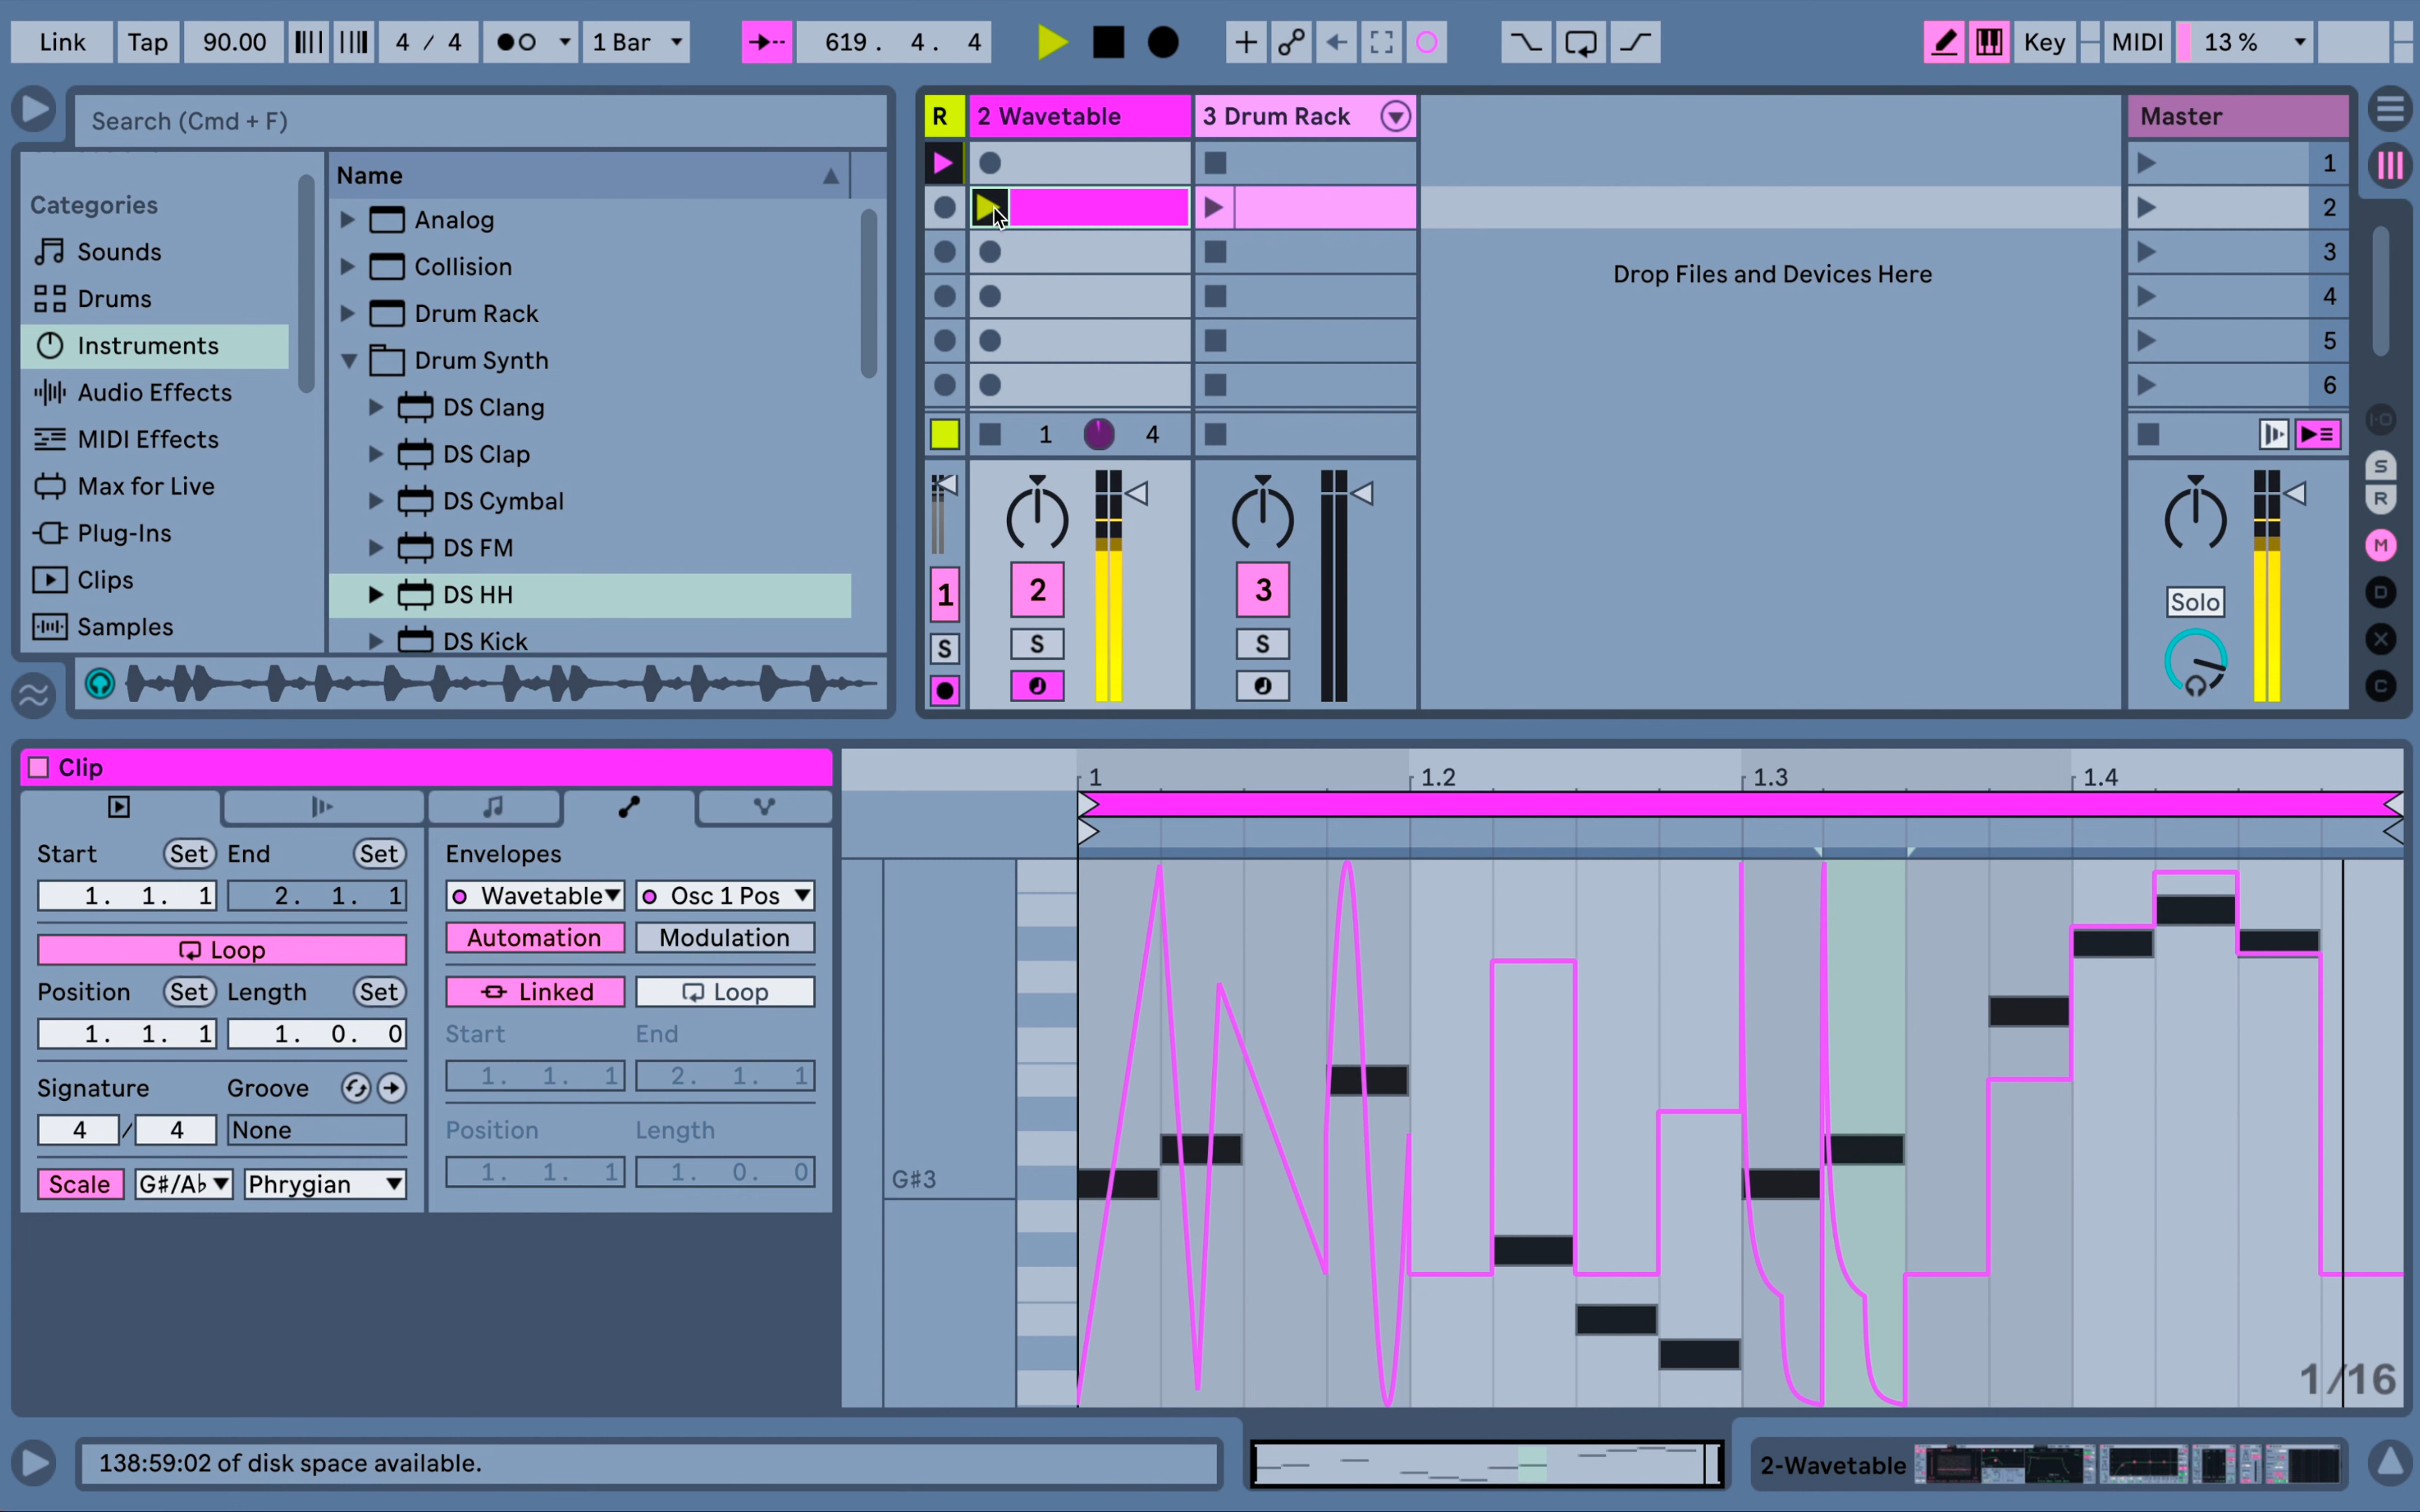 Link Tap 90.00 4 / 4 1 Bar 619. 4. 4 Key MIDI 13 %
Search (Cmd + F)
Categories
Sounds
Drums
Instruments
Audio Effects
MIDI Effects
Max for Live
Plug-Ins
Clips
Samples
Name
Analog
Collision
Drum Rack
Drum Synth
DS Clang
DS Clap
DS Cymbal
DS FM
DS HH
DS Kick
R 2 Wavetable 3 Drum Rack Master
1
2
Drop Files and Devices Here
3
4
5
6
1 4
1 2 3 Solo
S S S
I-O
S
R
M
D
X
C
Clip
Start Set End Set
1. 1. 1 2. 1. 1
Loop
Position Set Length Set
1. 1. 1 1. 0. 0
Signature Groove
4 / 4 None
Scale G#/A♭ Phrygian
Envelopes
Wavetable Osc 1 Pos
Automation Modulation
Linked Loop
Start End
1. 1. 1 2. 1. 1
Position Length
1. 1. 1 1. 0. 0
1 1.2 1.3 1.4
G#3
1/16
138:59:02 of disk space available.
2-Wavetable